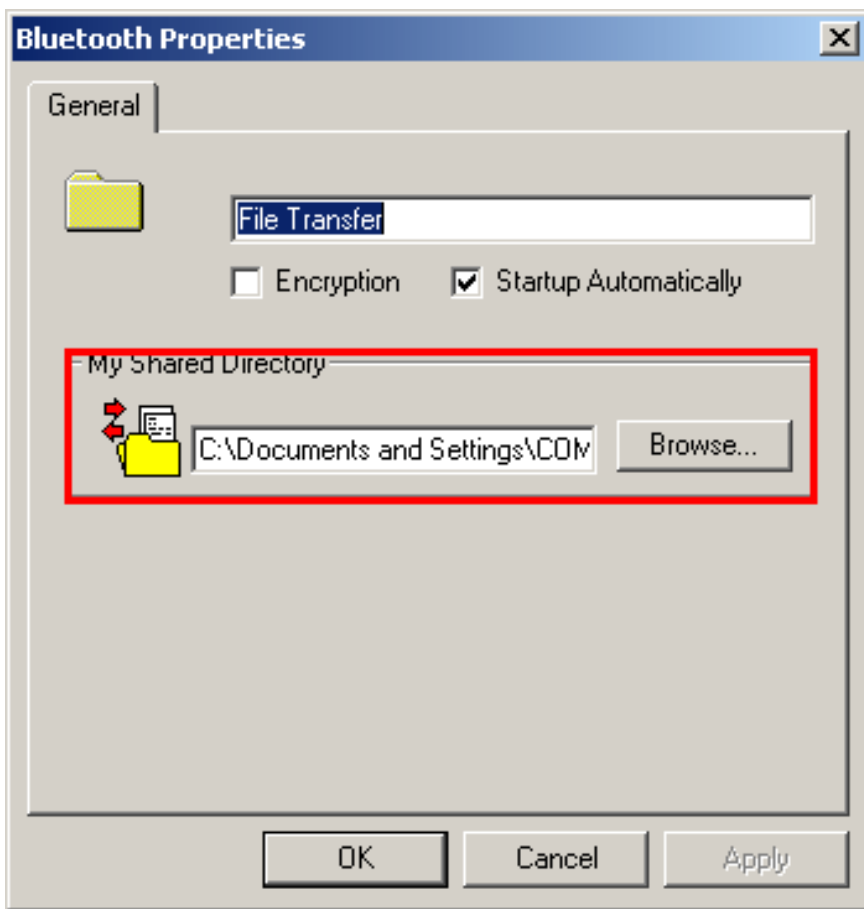 Bluetooth Properties
General
File Transfer
Encryption Startup Automatically
My Shared Directory
C:\Documents and Settings\COM Browse...
OK Cancel Apply